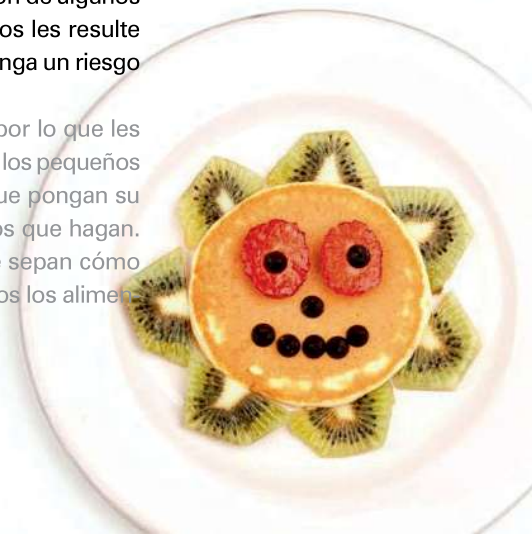 ón de algunos
os les resulte
nga un riesgo
por lo que les
los pequeños
ue pongan su
os que hagan.
e sepan cómo
os los alimen